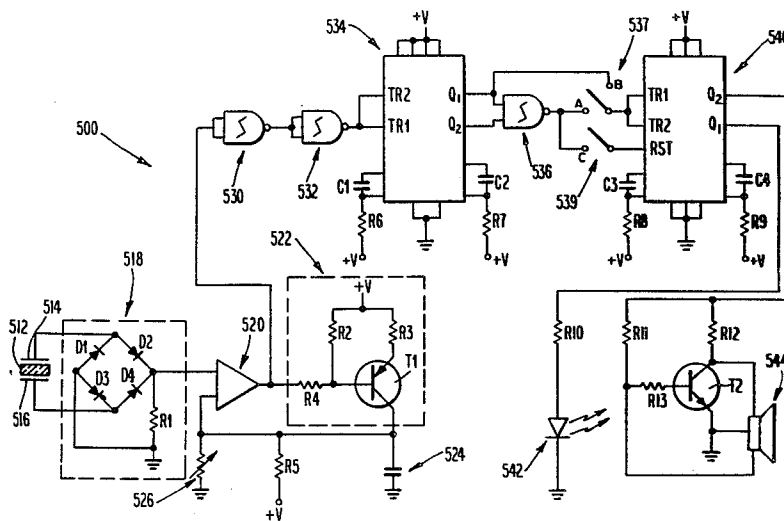 534
+V
537
+V
540
B
TR2
Q1
A
TR1
Q2
TR1
Q2
TR2
Q1
500
530
532
536
C
RST
539
C1
C2
C3
C4
R6
R7
R8
R9
522
+V
+V
+V
+V
518
+V
514
512
D1
D2
520
R2
R3
R10
R11
R12
544
T1
D3
D4
R4
T2
516
R1
R13
524
542
526
R5
+V